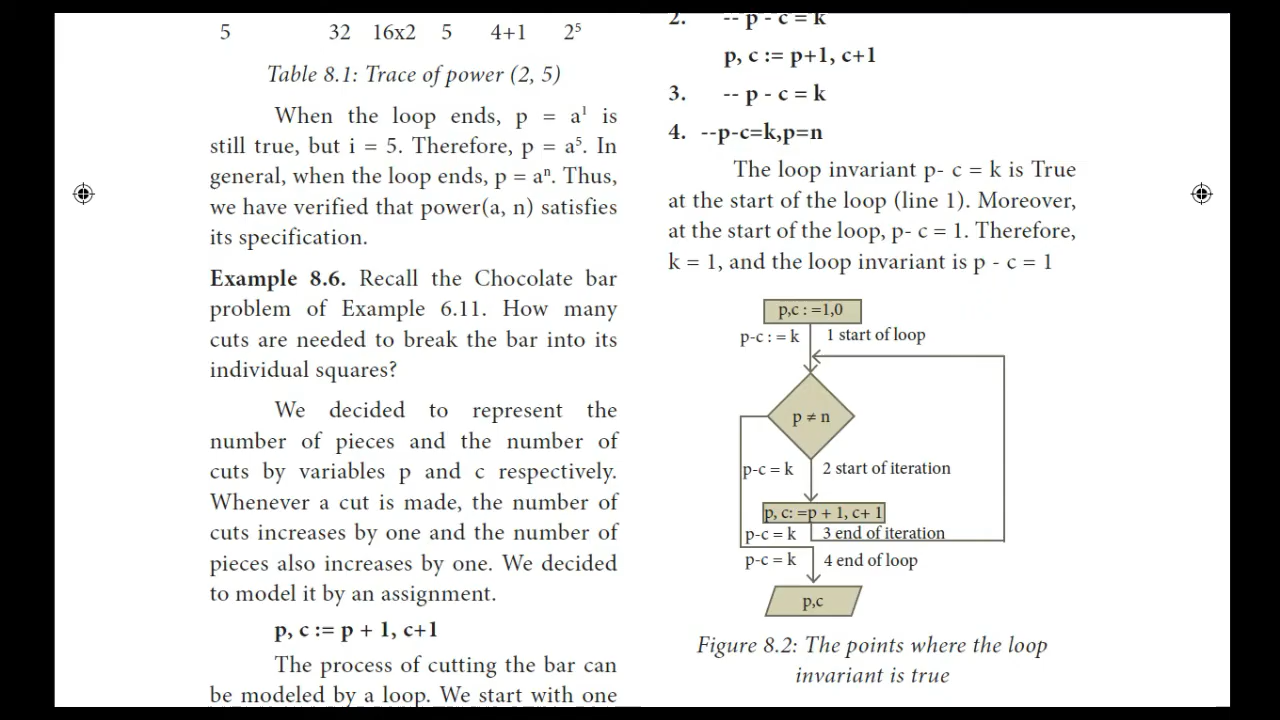 5 32 16x2 5 4+1 2⁵
Table 8.1: Trace of power (2, 5)
When the loop ends, p = a¹ is
still true, but i = 5. Therefore, p = a⁵. In
general, when the loop ends, p = aⁿ. Thus,
we have verified that power(a, n) satisfies
its specification.
Example 8.6. Recall the Chocolate bar
problem of Example 6.11. How many
cuts are needed to break the bar into its
individual squares?
We decided to represent the
number of pieces and the number of
cuts by variables p and c respectively.
Whenever a cut is made, the number of
cuts increases by one and the number of
pieces also increases by one. We decided
to model it by an assignment.
p, c := p + 1, c+1
The process of cutting the bar can
be modeled by a loop. We start with one
2. -- p - c = k
p, c := p+1, c+1
3. -- p - c = k
4. --p-c=k,p=n
The loop invariant p- c = k is True
at the start of the loop (line 1). Moreover,
at the start of the loop, p- c = 1. Therefore,
k = 1, and the loop invariant is p - c = 1
p,c : =1,0
p-c : = k 1 start of loop
p ≠ n
p-c = k 2 start of iteration
p, c: =p + 1, c+ 1
p-c = k 3 end of iteration
p-c = k 4 end of loop
p,c
Figure 8.2: The points where the loop
invariant is true